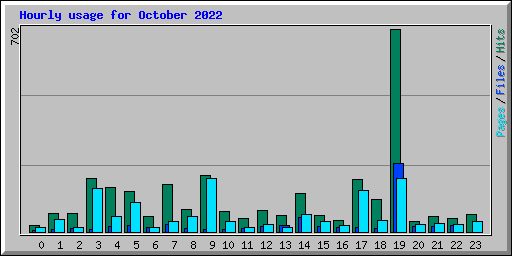 Hourly usage for October 2022
702
Pages/Files/Hits
0 1 2 3 4 5 6 7 8 9 10 11 12 13 14 15 16 17 18 19 20 21 22 23